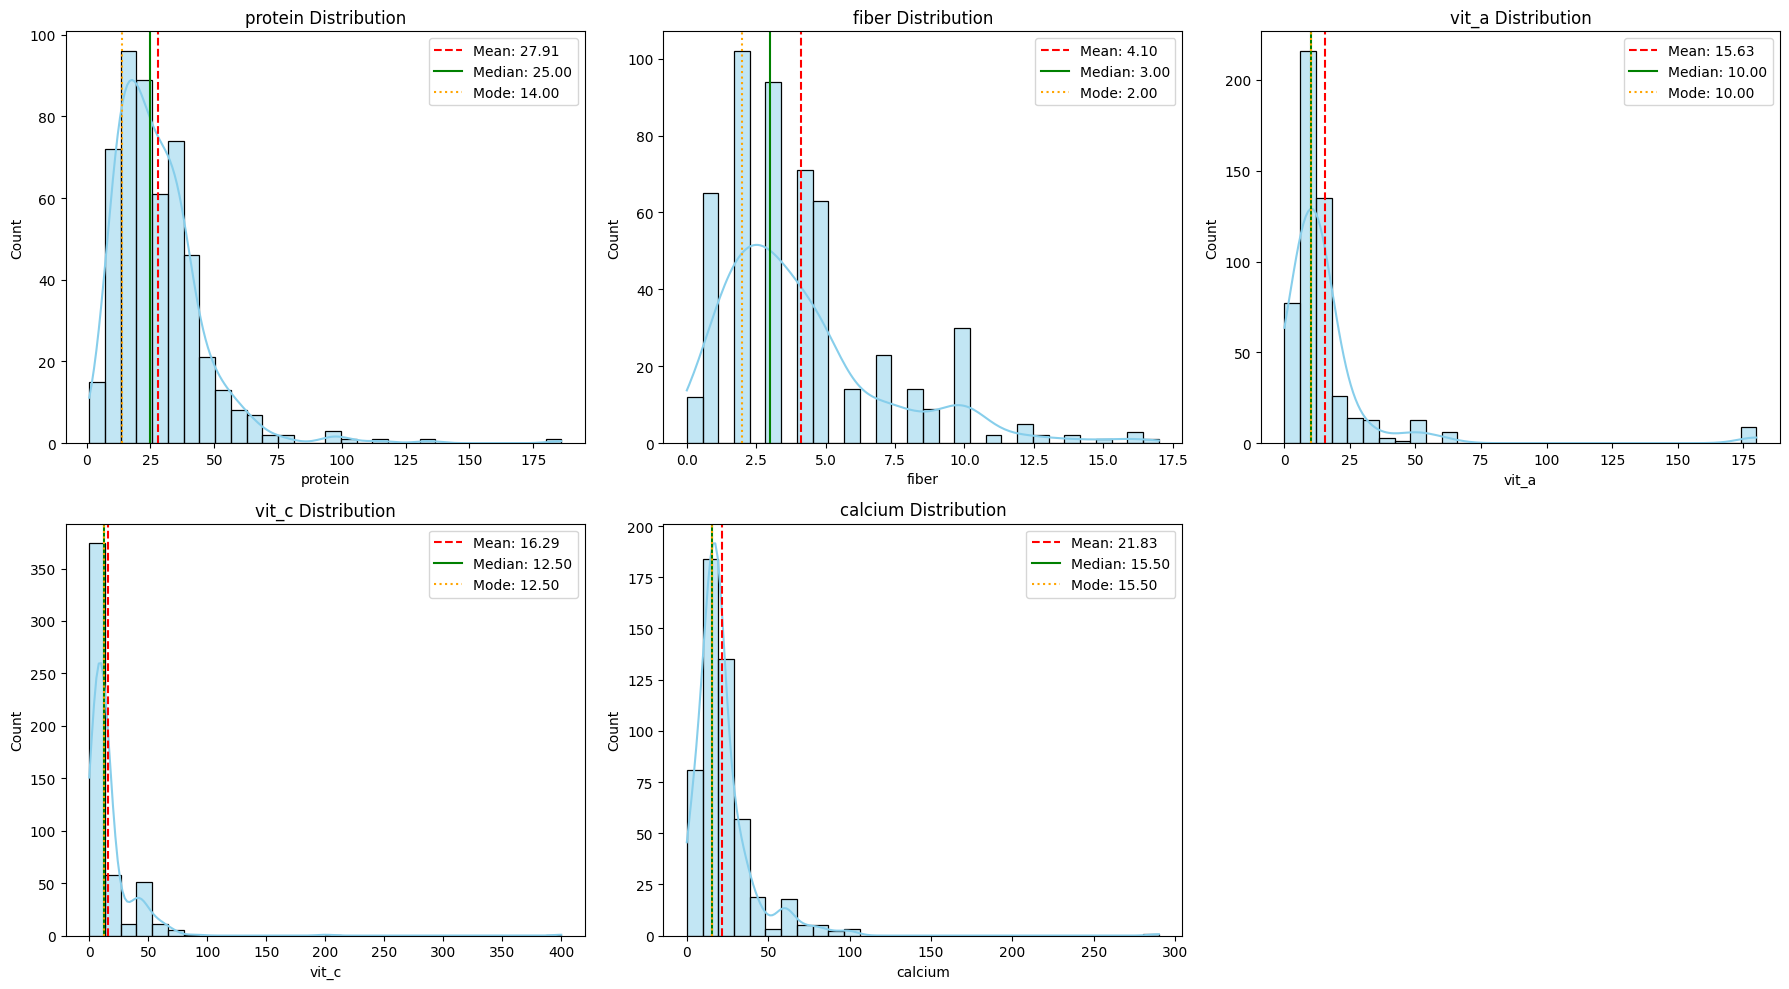 protein Distribution
Mean: 27.91
Median: 25.00
Mode: 14.00
100
80
60
40
20
0
Count
0 25 50 75 100 125 150 175
protein
fiber Distribution
Mean: 4.10
Median: 3.00
Mode: 2.00
100
80
60
40
20
0
Count
0.0 2.5 5.0 7.5 10.0 12.5 15.0 17.5
fiber
vit_a Distribution
Mean: 15.63
Median: 10.00
Mode: 10.00
200
150
100
50
0
Count
0 25 50 75 100 125 150 175
vit_a
vit_c Distribution
Mean: 16.29
Median: 12.50
Mode: 12.50
350
300
250
200
150
100
50
0
Count
0 50 100 150 200 250 300 350 400
vit_c
calcium Distribution
Mean: 21.83
Median: 15.50
Mode: 15.50
200
175
150
125
100
75
50
25
0
Count
0 50 100 150 200 250 300
calcium